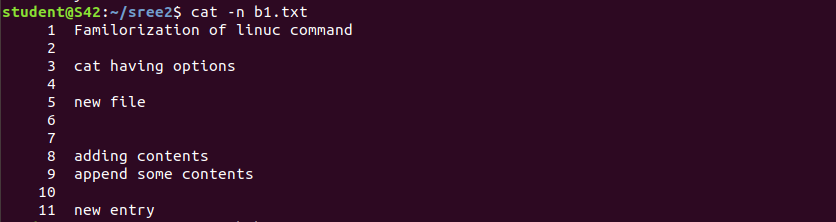 student@S42:~/sree2$ cat -n b1.txt
1 Familorization of linuc command
2
3 cat having options
4
5 new file
6
7
8 adding contents
9 append some contents
10
11 new entry